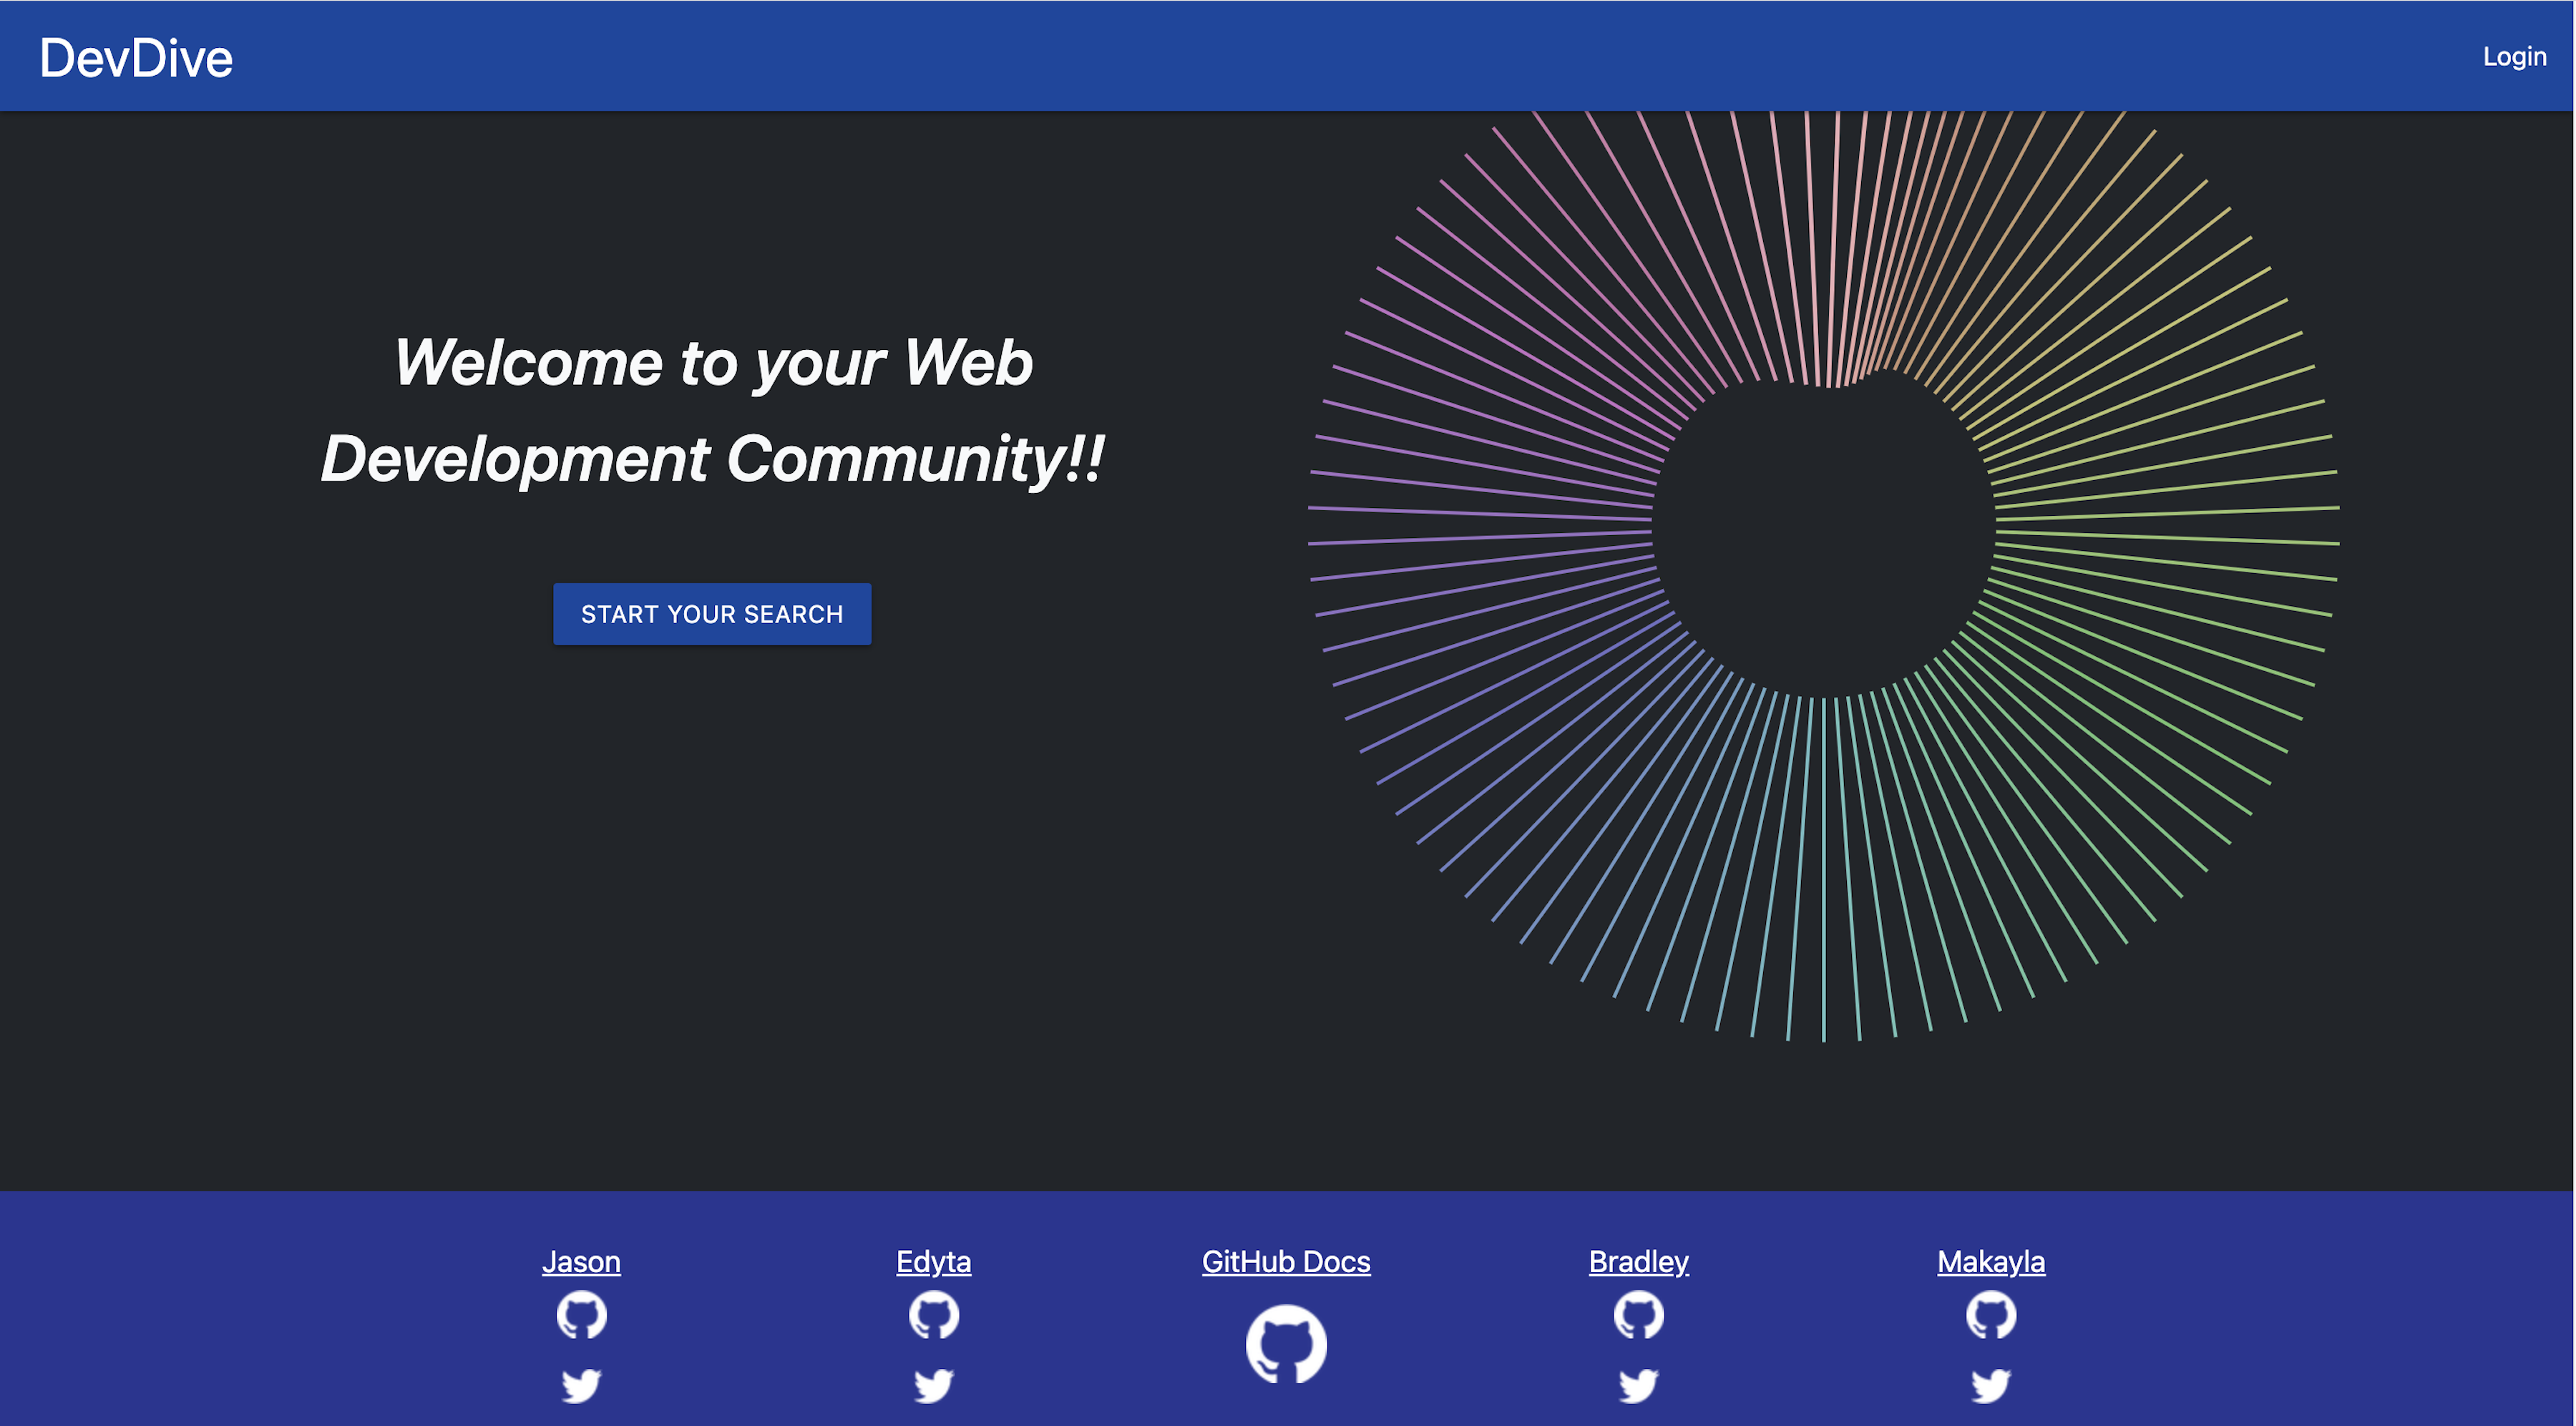 DevDive
Login
Welcome to your Web
Development Community!!
START YOUR SEARCH
Jason
Edyta
GitHub Docs
Bradley
Makayla